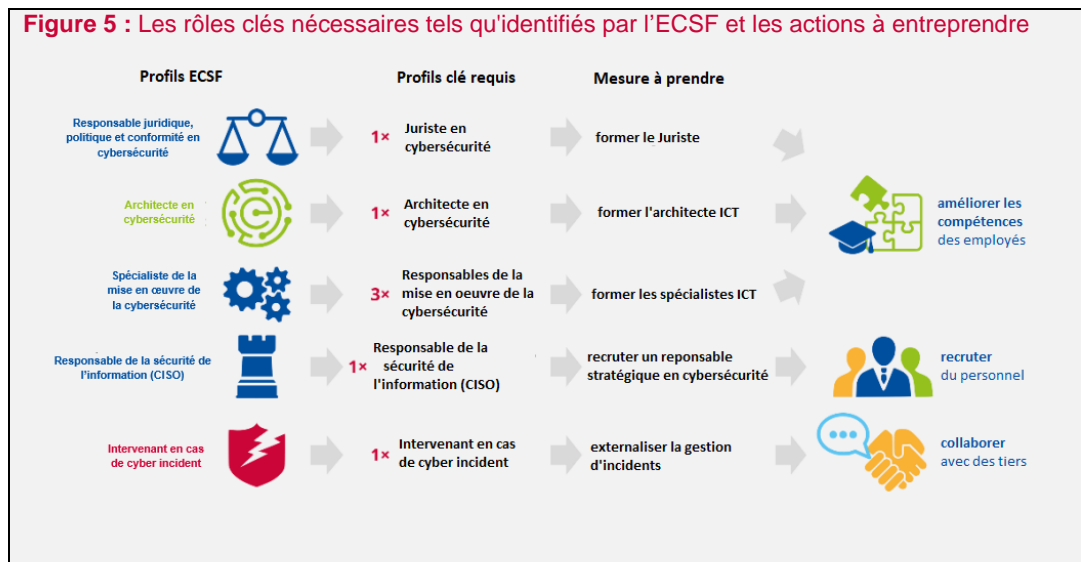 Figure 5 : Les rôles clés nécessaires tels qu'identifiés par l'ECSF et les actions à entreprendre
Profils ECSF
Profils clé requis
Mesure à prendre
Responsable juridique,
politique et conformité en
cybersécurité
1×
Juriste en
cybersécurité
former le Juriste
Architecte en
cybersécurité
1×
Architecte en
cybersécurité
former l'architecte ICT
améliorer les
compétences
des employés
Spécialiste de la
mise en œuvre de
la cybersécurité
3×
Responsables de la
mise en oeuvre de la
cybersécurité
former les spécialistes ICT
Responsable de la sécurité de
l'information (CISO)
1×
Responsable de la
sécurité de
l'information (CISO)
recruter un reponsable
stratégique en cybersécurité
recruter
du personnel
Intervenant en cas
de cyber incident
1×
Intervenant en cas
de cyber incident
externaliser la gestion
d'incidents
collaborer
avec des tiers